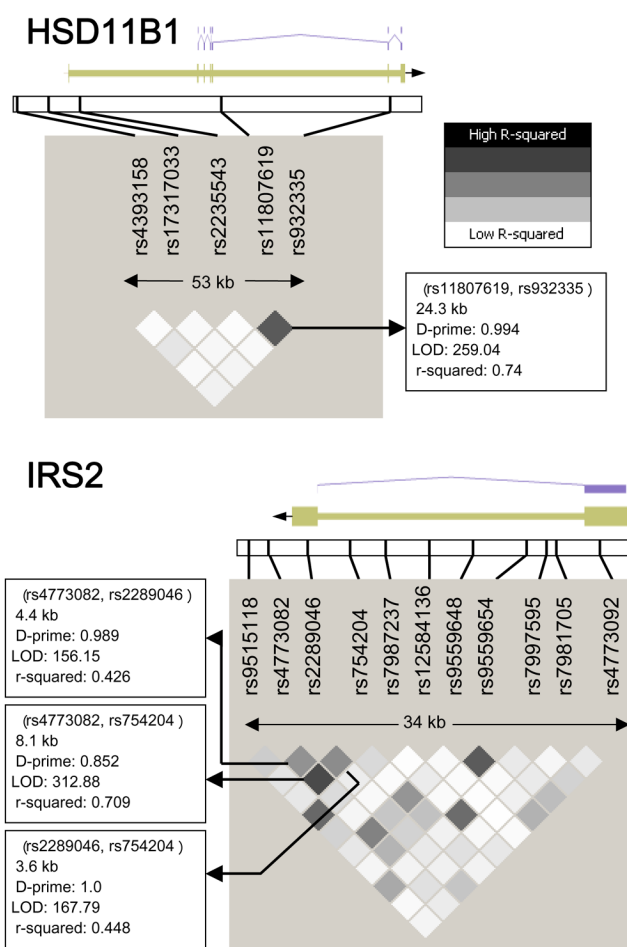 HSD11B1
rs4393158
rs17317033
rs2235543
rs11807619
rs932335
High R-squared
Low R-squared
53 kb
(rs11807619, rs932335 )
24.3 kb
D-prime: 0.994
LOD: 259.04
r-squared: 0.74
IRS2
(rs4773082, rs2289046 )
4.4 kb
D-prime: 0.989
LOD: 156.15
r-squared: 0.426
rs9515118
rs4773082
rs2289046
rs754204
rs7987237
rs12584136
rs9559648
rs9559654
rs7997595
rs7981705
rs4773092
34 kb
(rs4773082, rs754204 )
8.1 kb
D-prime: 0.852
LOD: 312.88
r-squared: 0.709
(rs2289046, rs754204 )
3.6 kb
D-prime: 1.0
LOD: 167.79
r-squared: 0.448